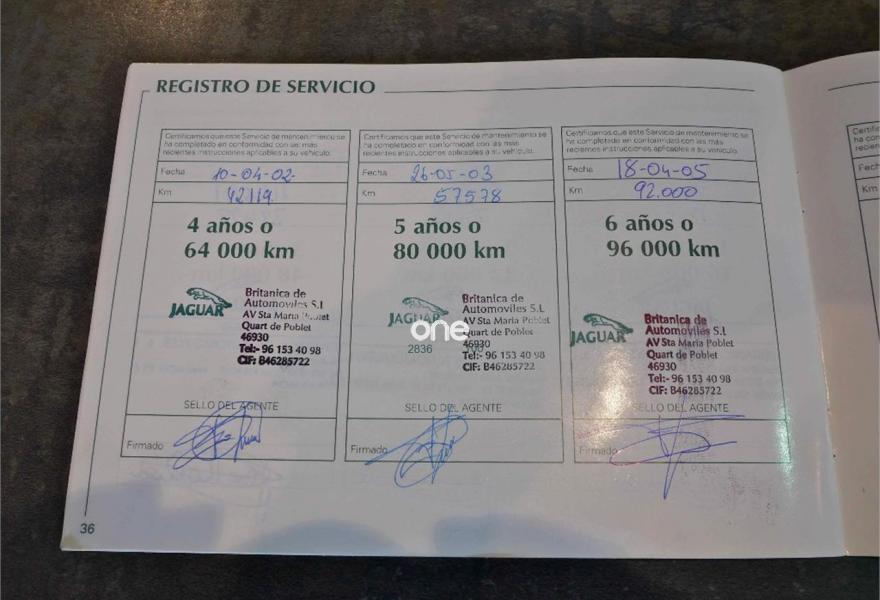 REGISTRO DE SERVICIO
Certificamos que este Servicio de mantenimiento se
ha completado en conformidad con las más
recientes instrucciones aplicables a su vehículo.
Fecha 10-04-02
Km 42119
4 años o
64 000 km
JAGUAR
Britanica de
Automoviles S.L
AV Sta Maria Poblet
Quart de Poblet
46930
Tel:- 96 153 40 98
CIF: B46285722
SELLO DEL AGENTE
Firmado
Certificamos que este Servicio de mantenimiento se
ha completado en conformidad con las más
recientes instrucciones aplicables a su vehículo.
Fecha 26-05-03
Km 57578
5 años o
80 000 km
JAGUAR
one
2836
Britanica de
Automoviles S.L
AV Sta Maria Poblet
Quart de Poblet
46930
Tel:- 96 153 40 98
CIF: B46285722
SELLO DEL AGENTE
Firmado
Certificamos que este Servicio de mantenimiento se
ha completado en conformidad con las más
recientes instrucciones aplicables a su vehículo.
Fecha 18-04-05
Km 92.000
6 años o
96 000 km
JAGUAR
Britanica de
Automoviles S.L
AV Sta Maria Poblet
Quart de Poblet
46930
Tel:- 96 153 40 98
CIF: B46285722
SELLO DEL AGENTE
Firmado
36
Km